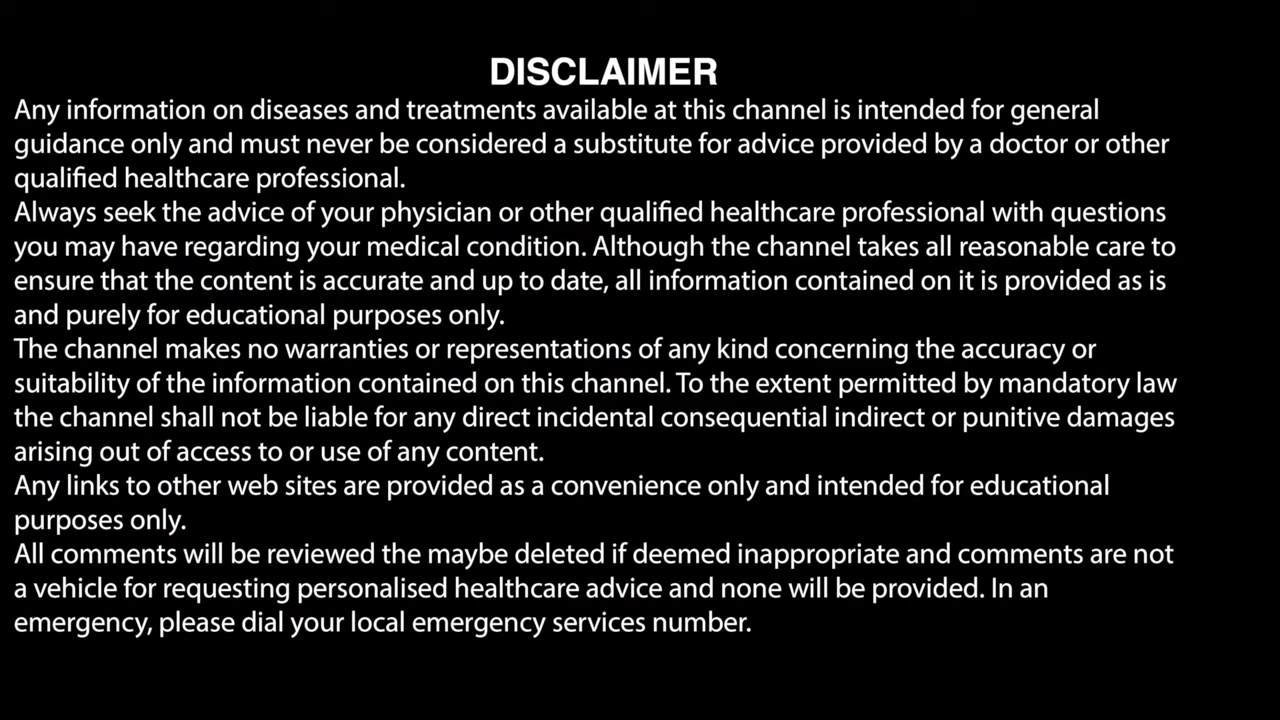 DISCLAIMER
Any information on diseases and treatments available at this channel is intended for general
guidance only and must never be considered a substitute for advice provided by a doctor or other
qualified healthcare professional.
Always seek the advice of your physician or other qualified healthcare professional with questions
you may have regarding your medical condition. Although the channel takes all reasonable care to
ensure that the content is accurate and up to date, all information contained on it is provided as is
and purely for educational purposes only.
The channel makes no warranties or representations of any kind concerning the accuracy or
suitability of the information contained on this channel. To the extent permitted by mandatory law
the channel shall not be liable for any direct incidental consequential indirect or punitive damages
arising out of access to or use of any content.
Any links to other web sites are provided as a convenience only and intended for educational
purposes only.
All comments will be reviewed the maybe deleted if deemed inappropriate and comments are not
a vehicle for requesting personalised healthcare advice and none will be provided. In an
emergency, please dial your local emergency services number.